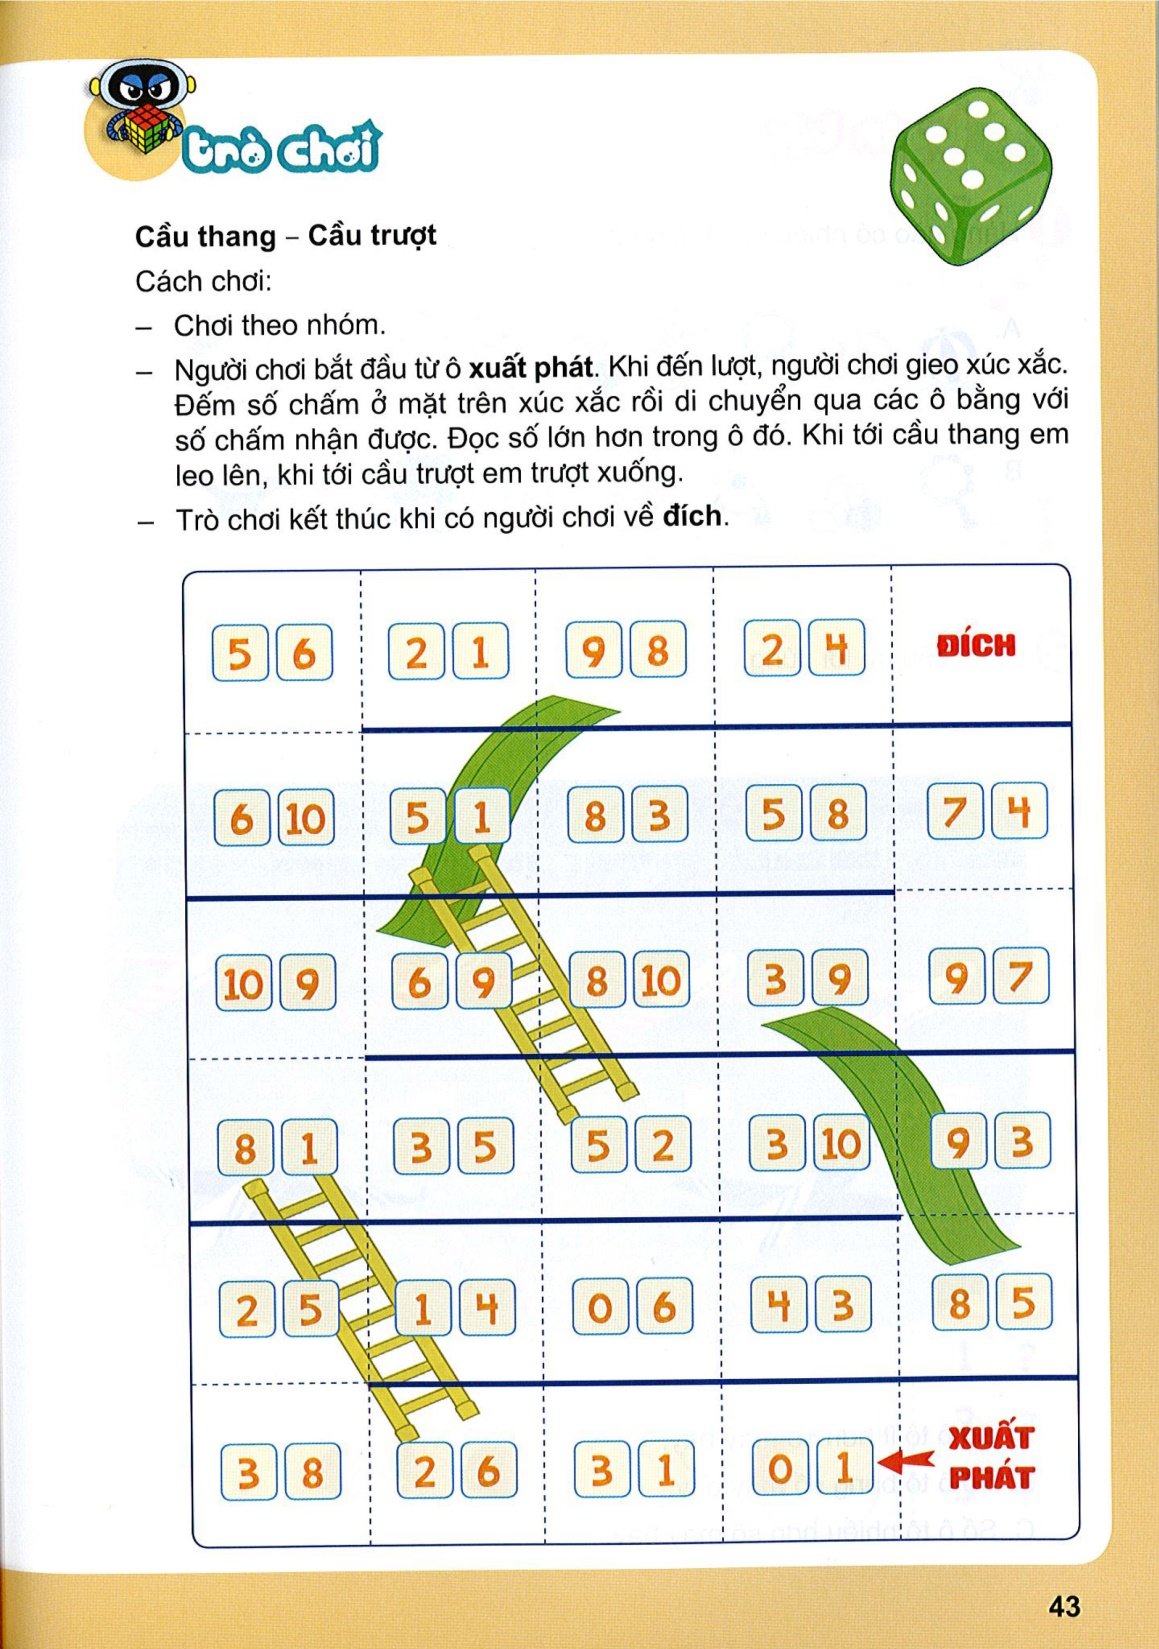 trò chơi
Cầu thang – Cầu trượt
Cách chơi:
– Chơi theo nhóm.
– Người chơi bắt đầu từ ô xuất phát. Khi đến lượt, người chơi gieo xúc xắc.
Đếm số chấm ở mặt trên xúc xắc rồi di chuyển qua các ô bằng với
số chấm nhận được. Đọc số lớn hơn trong ô đó. Khi tới cầu thang em
leo lên, khi tới cầu trượt em trượt xuống.
– Trò chơi kết thúc khi có người chơi về đích.
5 6 2 1 9 8 2 4 ĐÍCH
6 10 5 1 8 3 5 8 7 4
10 9 6 9 8 10 3 9 9 7
8 1 3 5 5 2 3 10 9 3
2 5 1 4 0 6 4 3 8 5
3 8 2 6 3 1 0 1 XUẤT
PHÁT
43